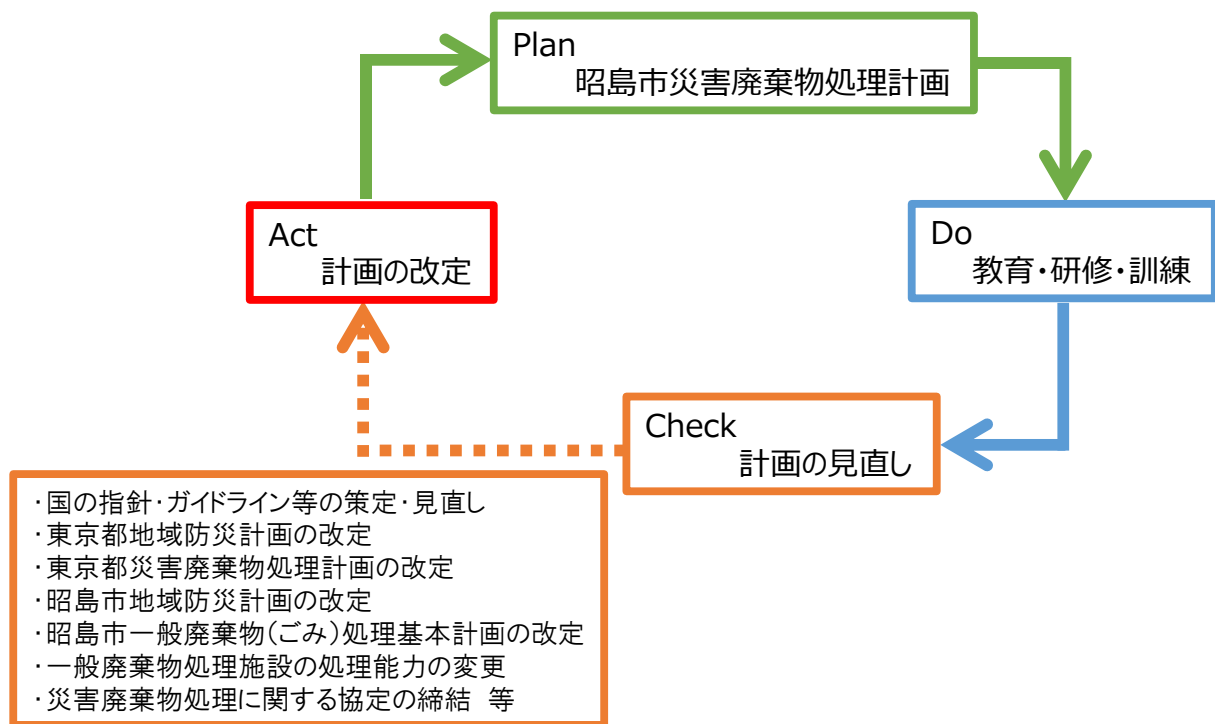 Plan
昭島市災害廃棄物処理計画
Act
計画の改定
Do
教育・研修・訓練
Check
計画の見直し
・国の指針・ガイドライン等の策定・見直し
・東京都地域防災計画の改定
・東京都災害廃棄物処理計画の改定
・昭島市地域防災計画の改定
・昭島市一般廃棄物（ごみ）処理基本計画の改定
・一般廃棄物処理施設の処理能力の変更
・災害廃棄物処理に関する協定の締結　等